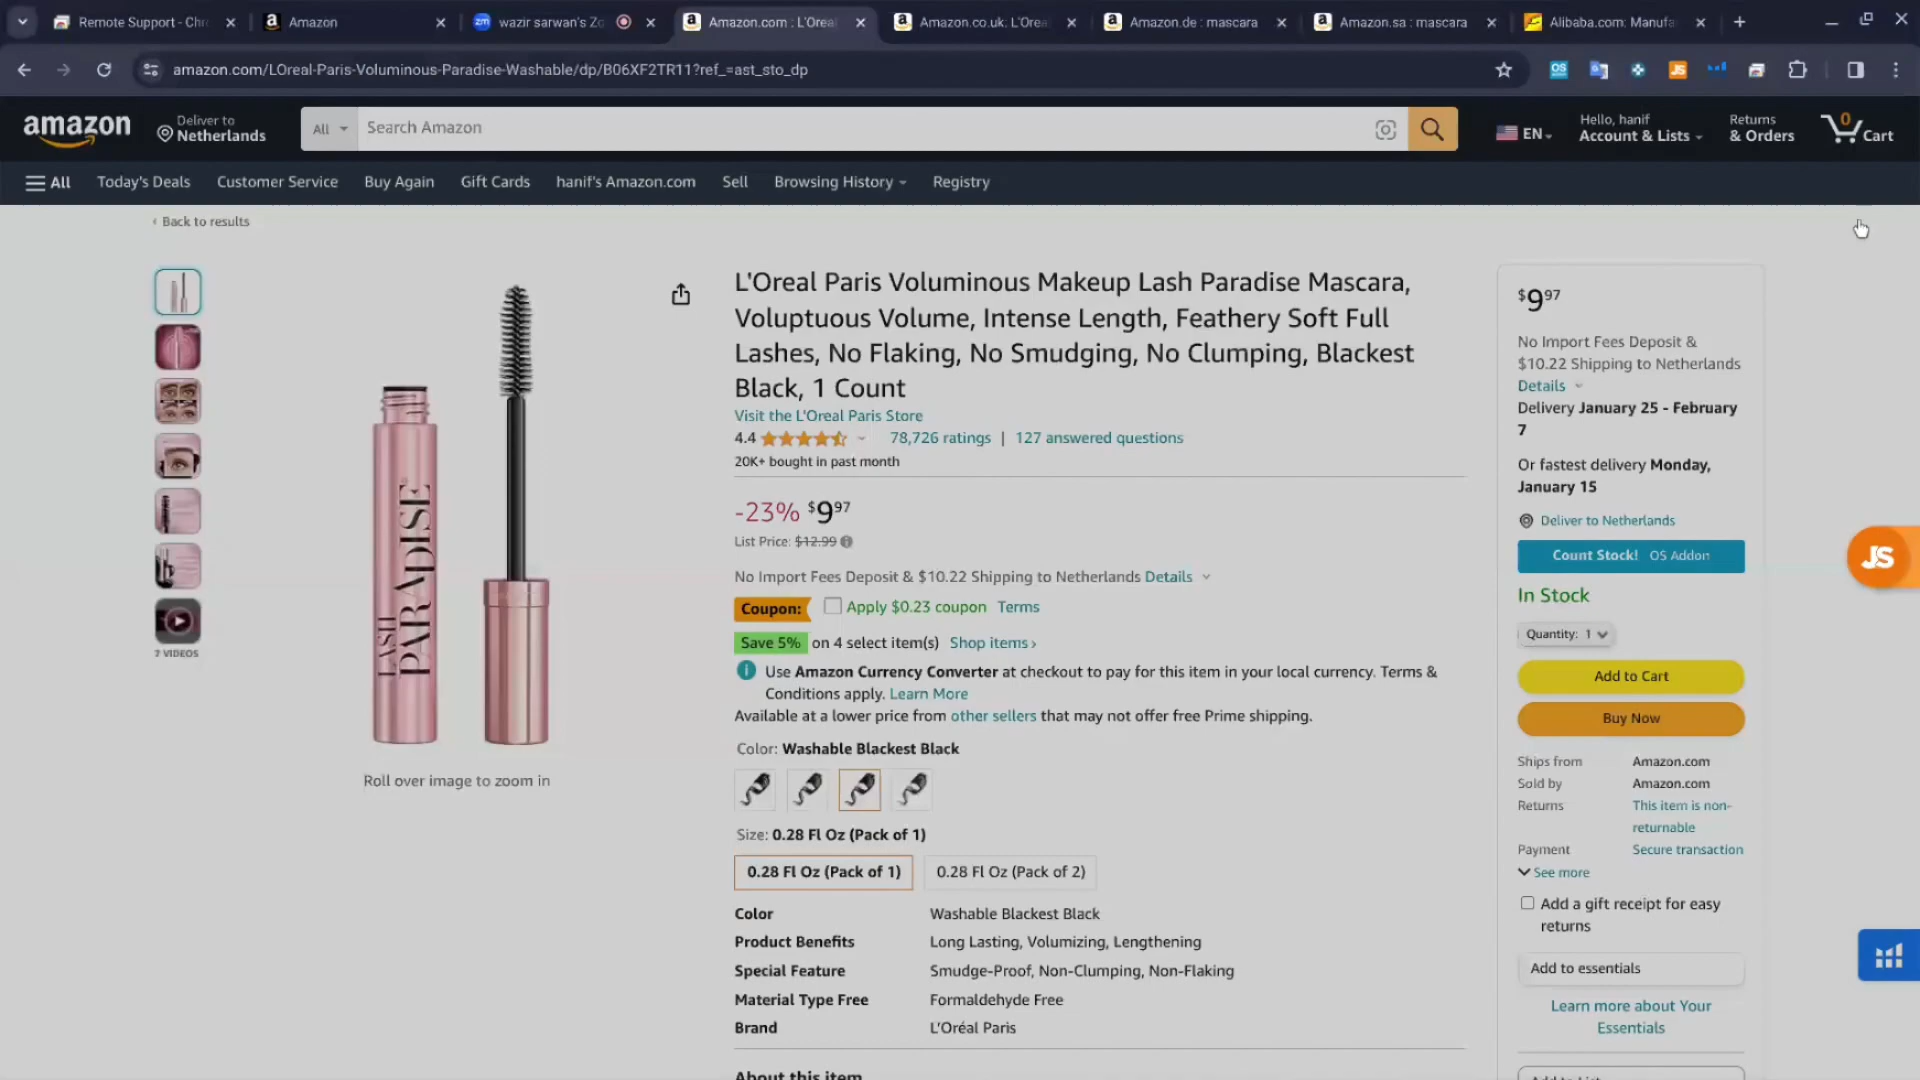 Remote Support - Chr
Amazon
zm
wazir sarwan's Zo
Amazon.com : L'Orea
Amazon.co.uk: L'Orea
Amazon.de : mascara
Amazon.sa : mascara
Alibaba.com: Manufa
amazon.com/LOreal-Paris-Voluminous-Paradise-Washable/dp/B06XF2TR11?ref_=ast_sto_dp
OS
JS
amazon
Deliver to
Netherlands
All
Search Amazon
EN
Hello, hanif
Account & Lists
Returns
& Orders
0
Cart
All
Today's Deals
Customer Service
Buy Again
Gift Cards
hanif's Amazon.com
Sell
Browsing History
Registry
‹ Back to results
7 VIDEOS
LASH
PARADISE
Roll over image to zoom in
L'Oreal Paris Voluminous Makeup Lash Paradise Mascara,
Voluptuous Volume, Intense Length, Feathery Soft Full
Lashes, No Flaking, No Smudging, No Clumping, Blackest
Black, 1 Count
Visit the L'Oreal Paris Store
4.4 78,726 ratings | 127 answered questions
20K+ bought in past month
-23% $9 97
List Price: $12.99
No Import Fees Deposit & $10.22 Shipping to Netherlands Details
Coupon: Apply $0.23 coupon Terms
Save 5% on 4 select item(s) Shop items ›
Use Amazon Currency Converter at checkout to pay for this item in your local currency. Terms &
Conditions apply. Learn More
Available at a lower price from other sellers that may not offer free Prime shipping.
Color: Washable Blackest Black
Size: 0.28 Fl Oz (Pack of 1)
0.28 Fl Oz (Pack of 1)
0.28 Fl Oz (Pack of 2)
Color Washable Blackest Black
Product Benefits Long Lasting, Volumizing, Lengthening
Special Feature Smudge-Proof, Non-Clumping, Non-Flaking
Material Type Free Formaldehyde Free
Brand L'Oréal Paris
About this item
$9 97
No Import Fees Deposit &
$10.22 Shipping to Netherlands
Details
Delivery January 25 - February
7
Or fastest delivery Monday,
January 15
Deliver to Netherlands
Count Stock! OS Addon
In Stock
Quantity: 1
Add to Cart
Buy Now
Ships from Amazon.com
Sold by Amazon.com
Returns This item is non-
returnable
Payment Secure transaction
See more
Add a gift receipt for easy
returns
Add to essentials
Learn more about Your
Essentials
Add to List
JS